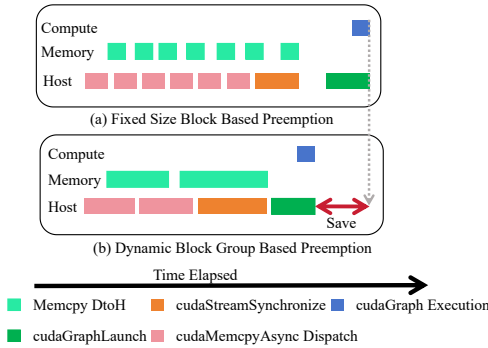 Compute
Memory
Host
(a) Fixed Size Block Based Preemption
Compute
Memory
Host
Save
(b) Dynamic Block Group Based Preemption
Time Elapsed
Memcpy DtoH cudaStreamSynchronize cudaGraph Execution
cudaGraphLaunch cudaMemcpyAsync Dispatch